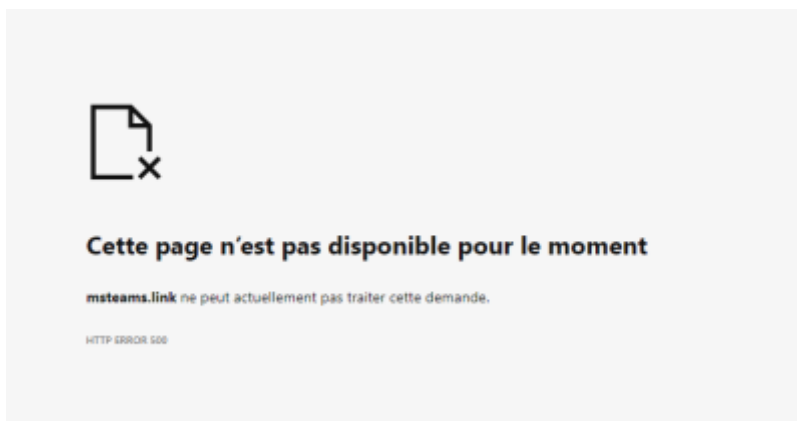 Cette page n’est pas disponible pour le moment
msteams.link ne peut actuellement pas traiter cette demande.
HTTP ERROR 500